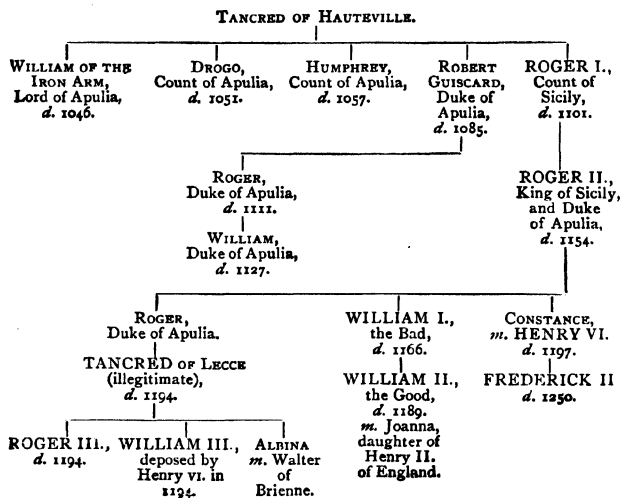 TANCRED OF HAUTEVILLE.
WILLIAM OF THE
IRON ARM,
Lord of Apulia,
d. 1046.
DROGO,
Count of Apulia,
d. 1051.
HUMPHREY,
Count of Apulia,
d. 1057.
ROBERT
GUISCARD,
Duke of
Apulia,
d. 1085.
ROGER I.,
Count of
Sicily,
d. 1101.
ROGER,
Duke of Apulia,
d. 1111.
WILLIAM,
Duke of Apulia,
d. 1127.
ROGER II.,
King of Sicily,
and Duke
of Apulia,
d. 1154.
ROGER,
Duke of Apulia.
TANCRED OF LECCE
(illegitimate),
d. 1194.
WILLIAM I.,
the Bad,
d. 1166.
WILLIAM II.,
the Good,
d. 1189.
m. Joanna,
daughter of
Henry II.
of England.
CONSTANCE,
m. HENRY VI.
d. 1197.
FREDERICK II
d. 1250.
ROGER III.,
d. 1194.
WILLIAM III.,
deposed by
Henry VI. in
1194.
ALBINA
m. Walter
of
Brienne.